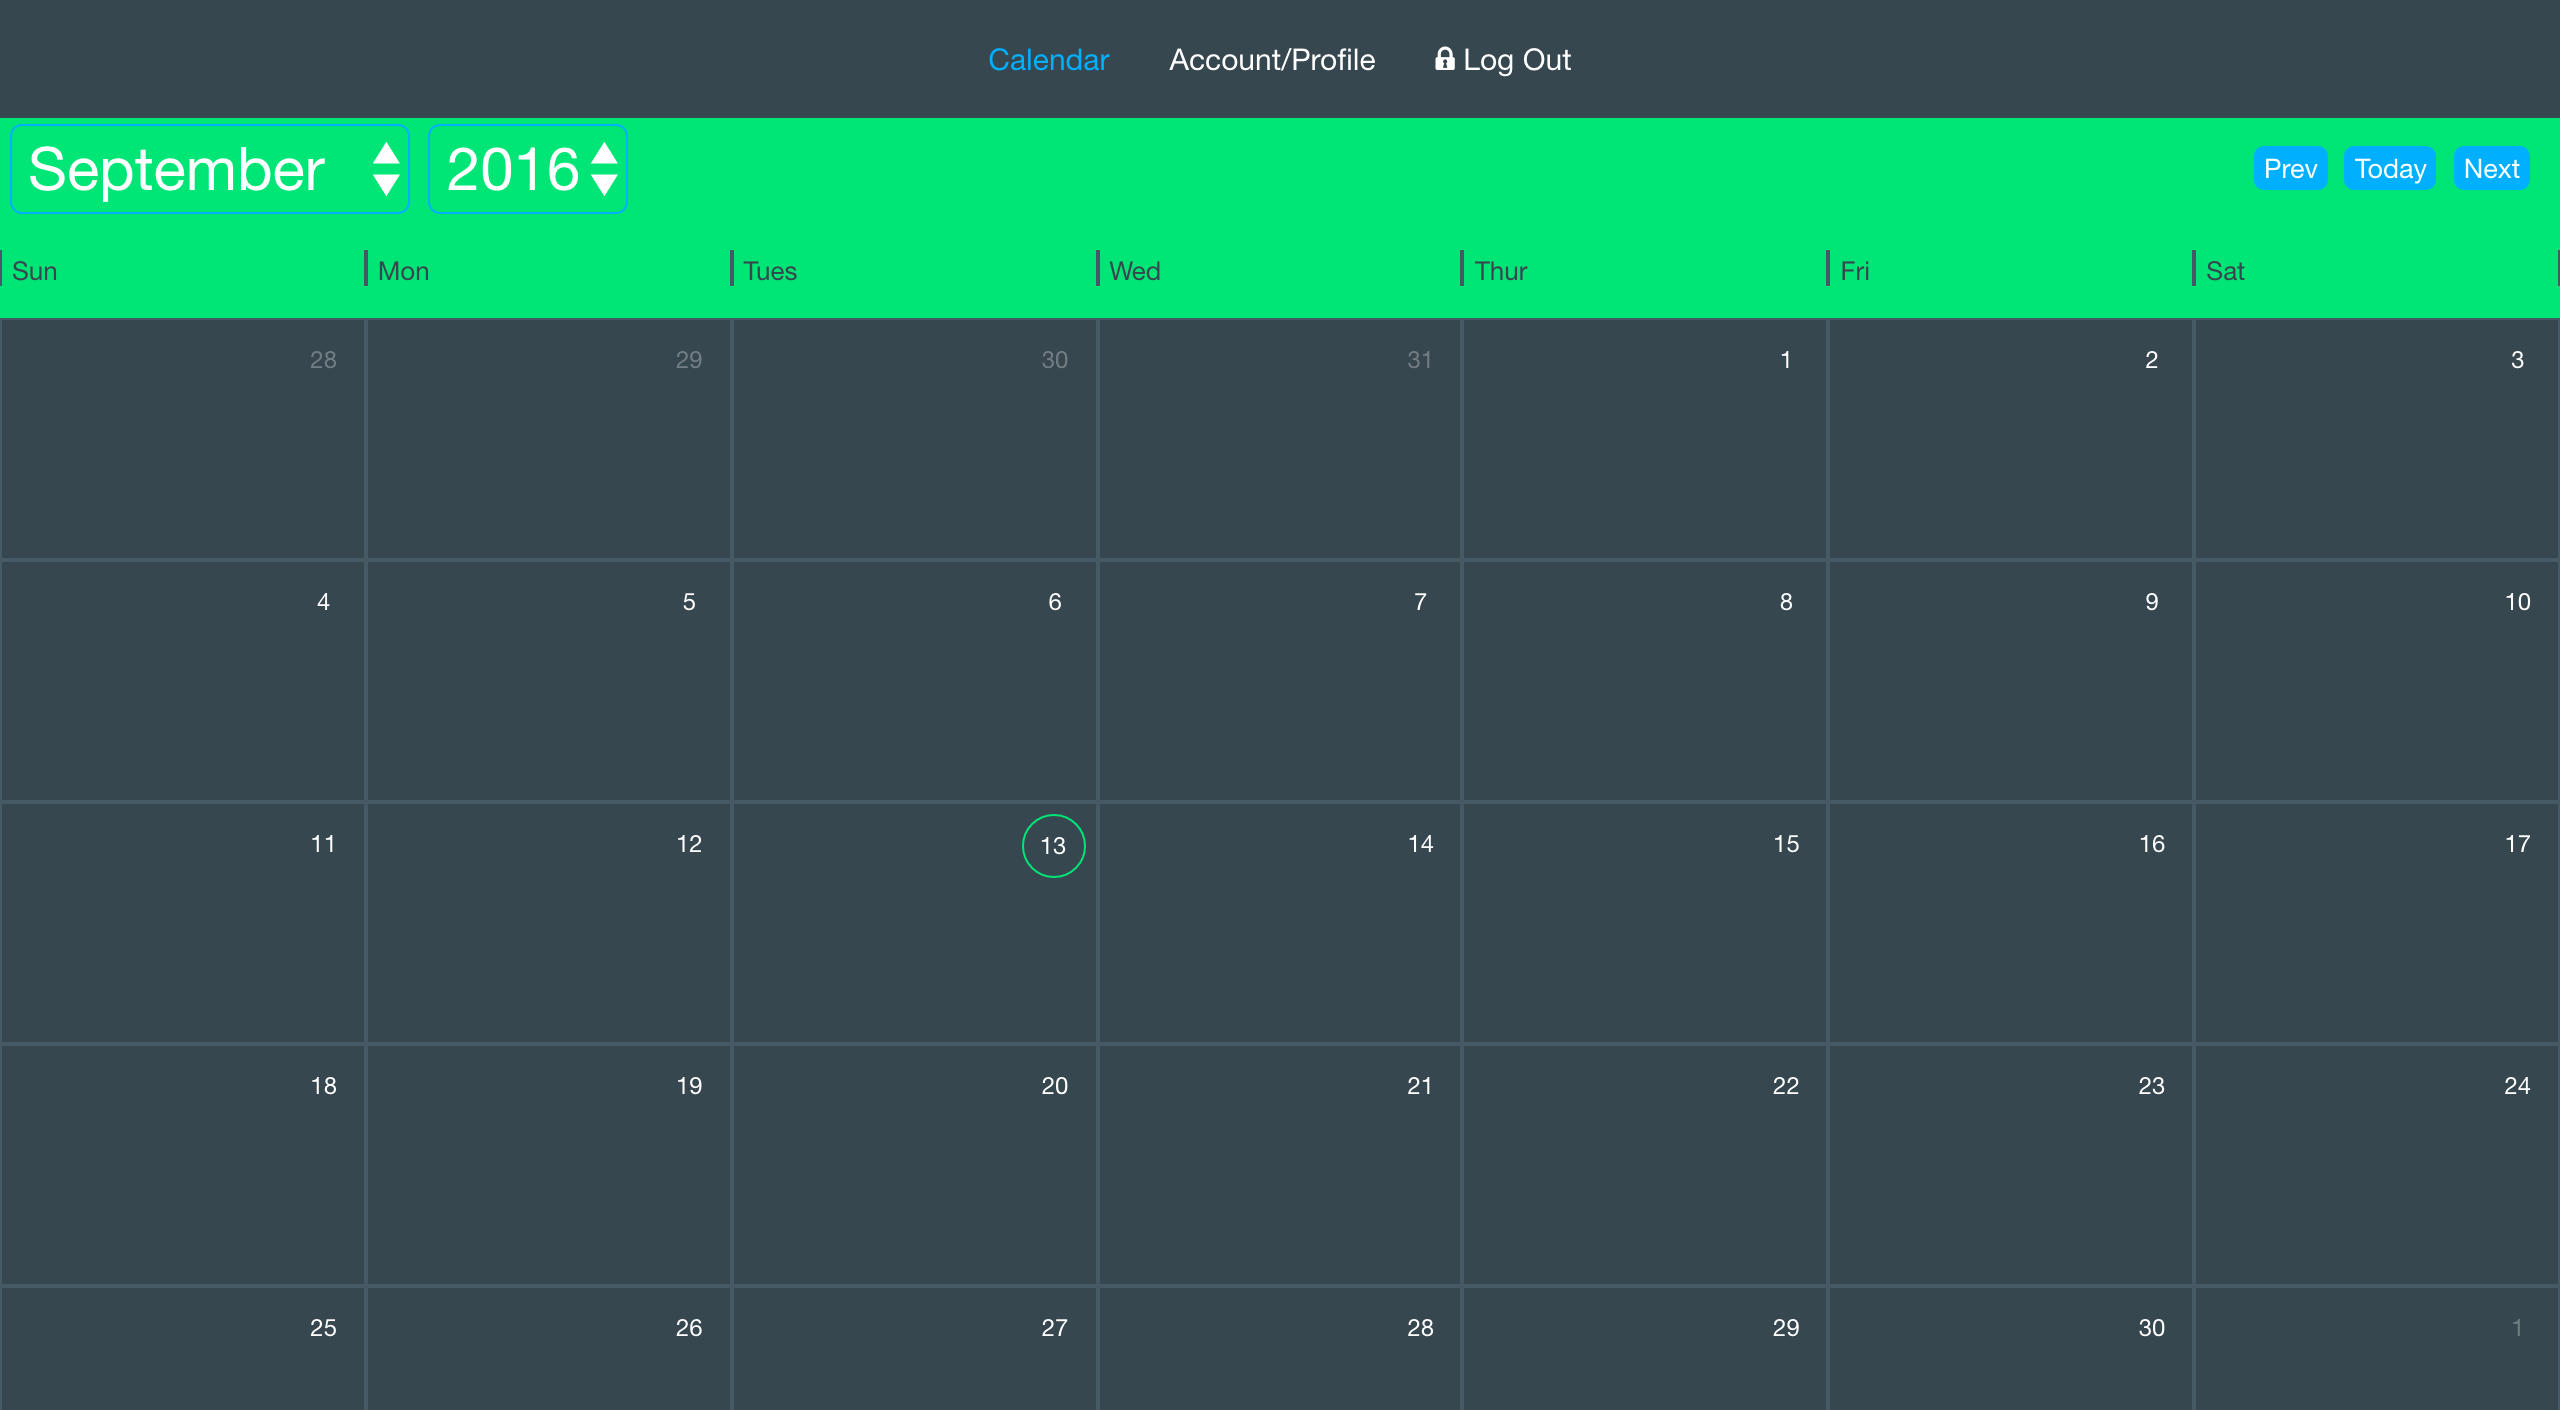 Calendar Account/Profile Log Out
September 2016 Prev Today Next
Sun Mon Tues Wed Thur Fri Sat
28 29 30 31 1 2 3
4 5 6 7 8 9 10
11 12 13 14 15 16 17
18 19 20 21 22 23 24
25 26 27 28 29 30 1